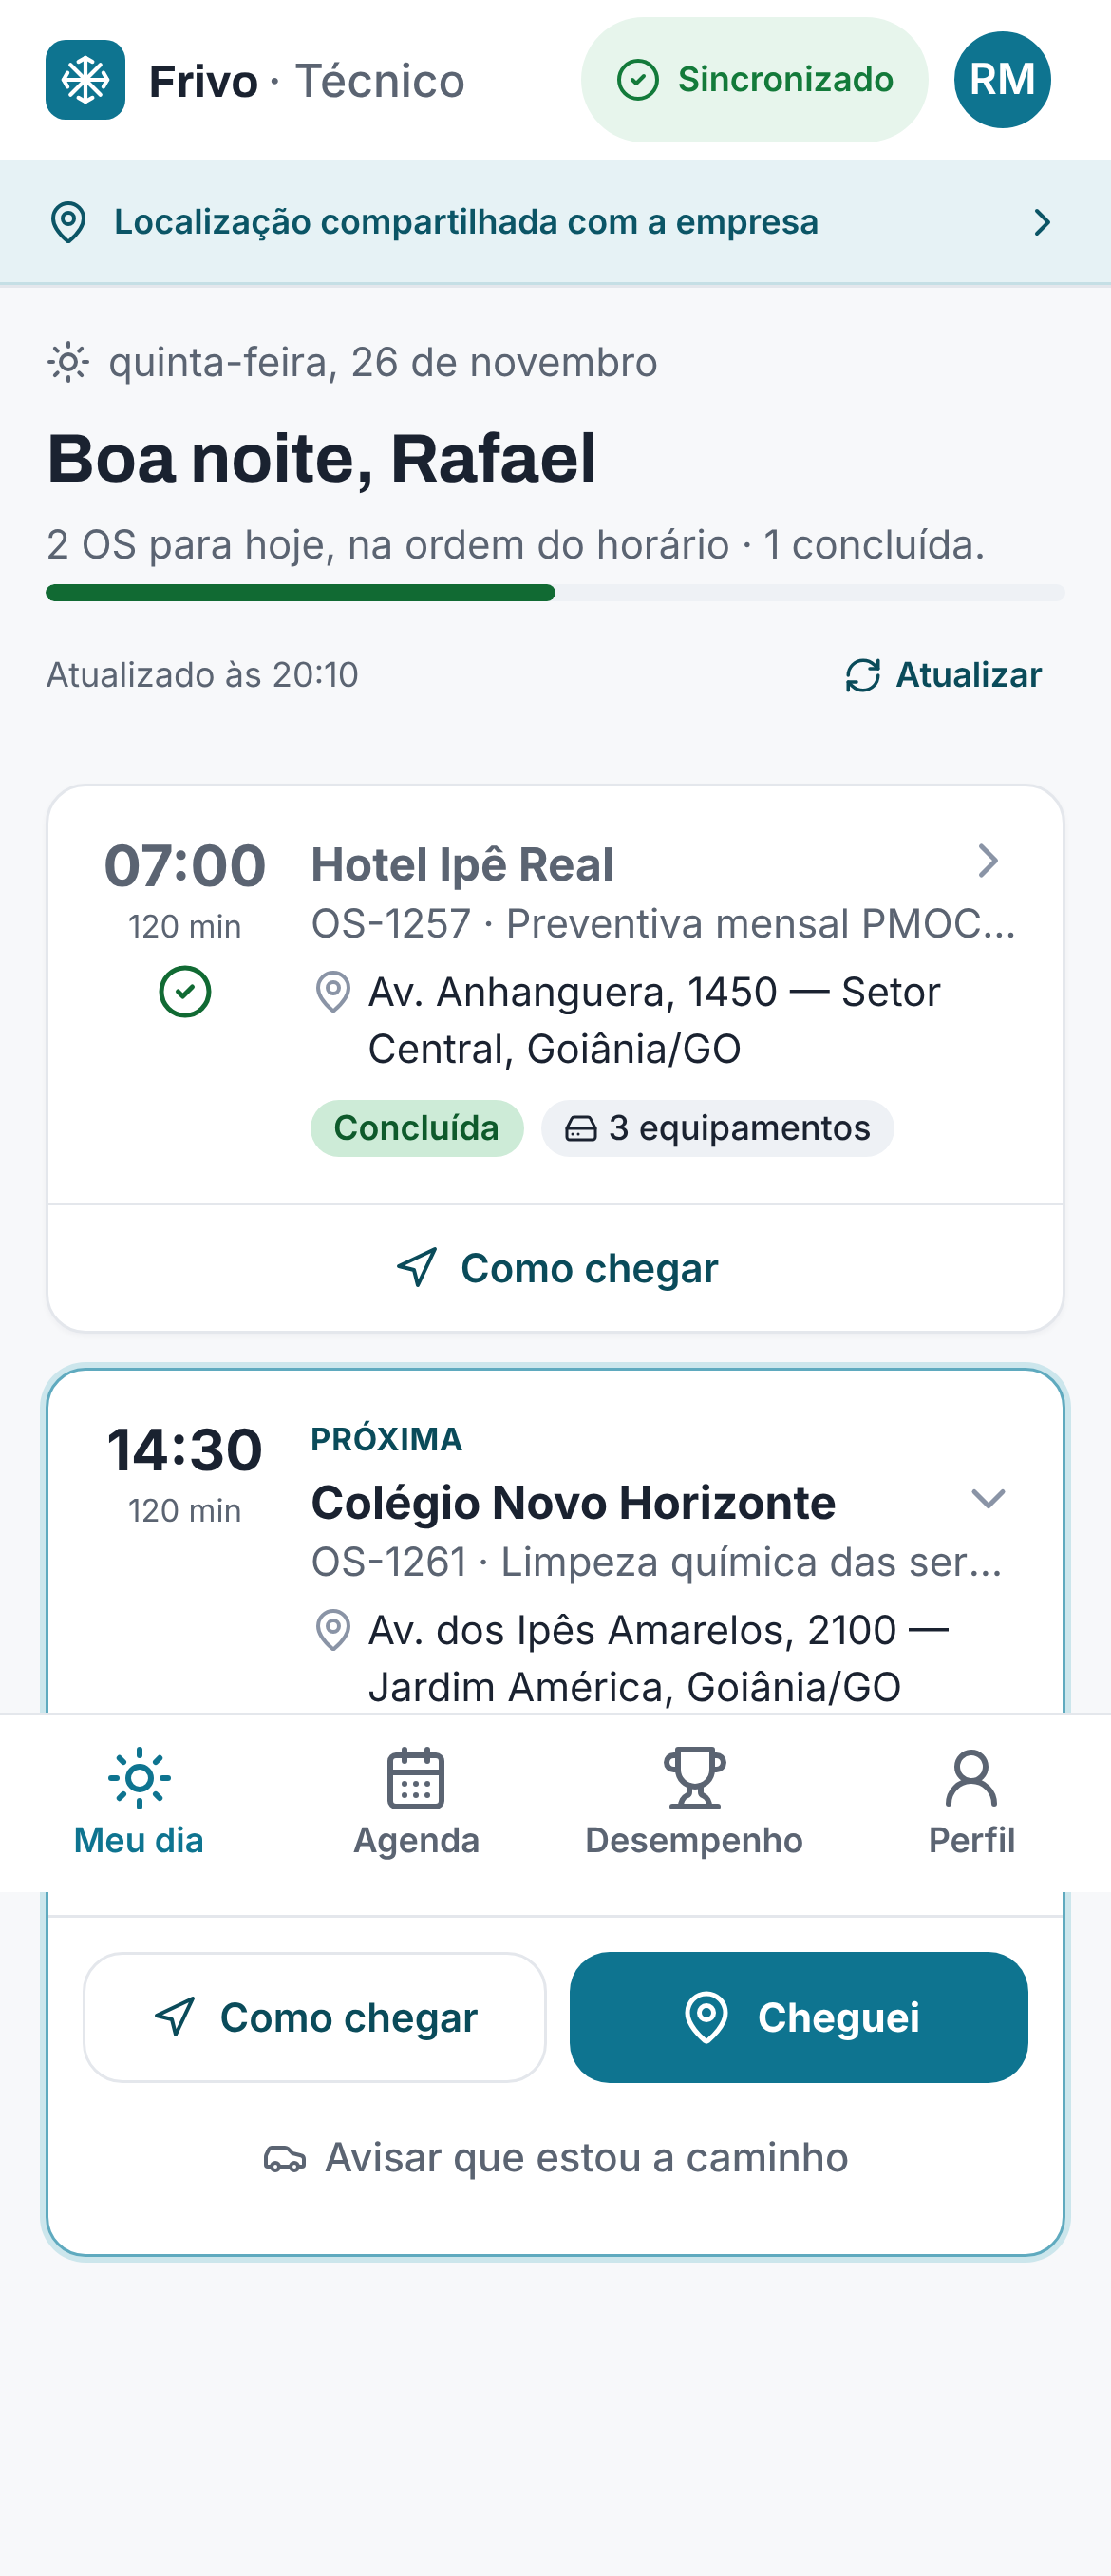 Frivo · Técnico
Sincronizado
RM
Localização compartilhada com a empresa
quinta-feira, 26 de novembro
Boa noite, Rafael
2 OS para hoje, na ordem do horário · 1 concluída.
Atualizado às 20:10
Atualizar
07:00
120 min
Hotel Ipê Real
OS-1257 · Preventiva mensal PMOC...
Av. Anhanguera, 1450 — Setor
Central, Goiânia/GO
Concluída
3 equipamentos
Como chegar
14:30
120 min
PRÓXIMA
Colégio Novo Horizonte
OS-1261 · Limpeza química das ser...
Av. dos Ipês Amarelos, 2100 —
Jardim América, Goiânia/GO
Meu dia
Agenda
Desempenho
Perfil
Como chegar
Cheguei
Avisar que estou a caminho